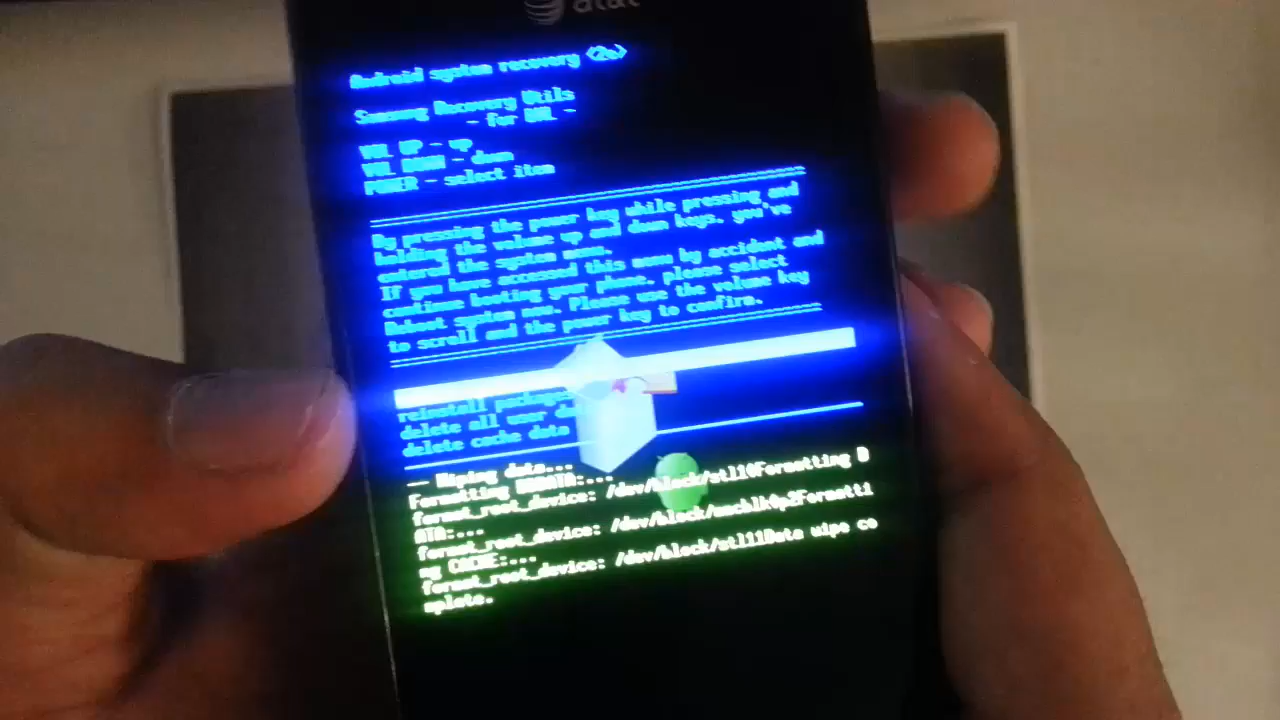 at&t
Android system recovery <2e>
Samsung Recovery Utils
- for BML -
VOL UP - up
VOL DOWN - down
POWER - select item
By pressing the power key while pressing and
holding the volume up and down keys, you've
entered the system menu.
If you have accessed this menu by accident and
continue booting your phone, please select
Reboot system now. Please use the volume key
to scroll and the power key to confirm.
reinstall packages
delete all user da
delete cache data
-- Wiping data...
Formatting DBDATA:...
format_root_device: /dev/block/stl10Formatting D
ATA:...
format_root_device: /dev/block/mmcblk0p2Formatti
ng CACHE:...
format_root_device: /dev/block/stl11Data wipe co
mplete.